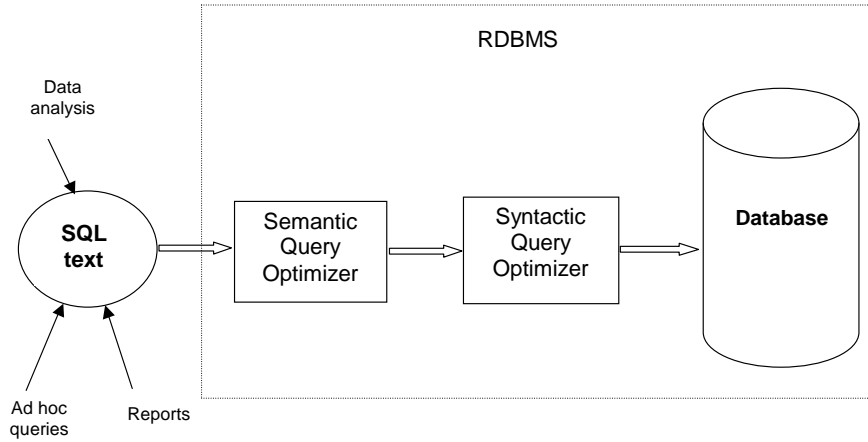 RDBMS
Data
analysis
SQL
text
Semantic
Query
Optimizer
Syntactic
Query
Optimizer
Database
Ad hoc
queries
Reports